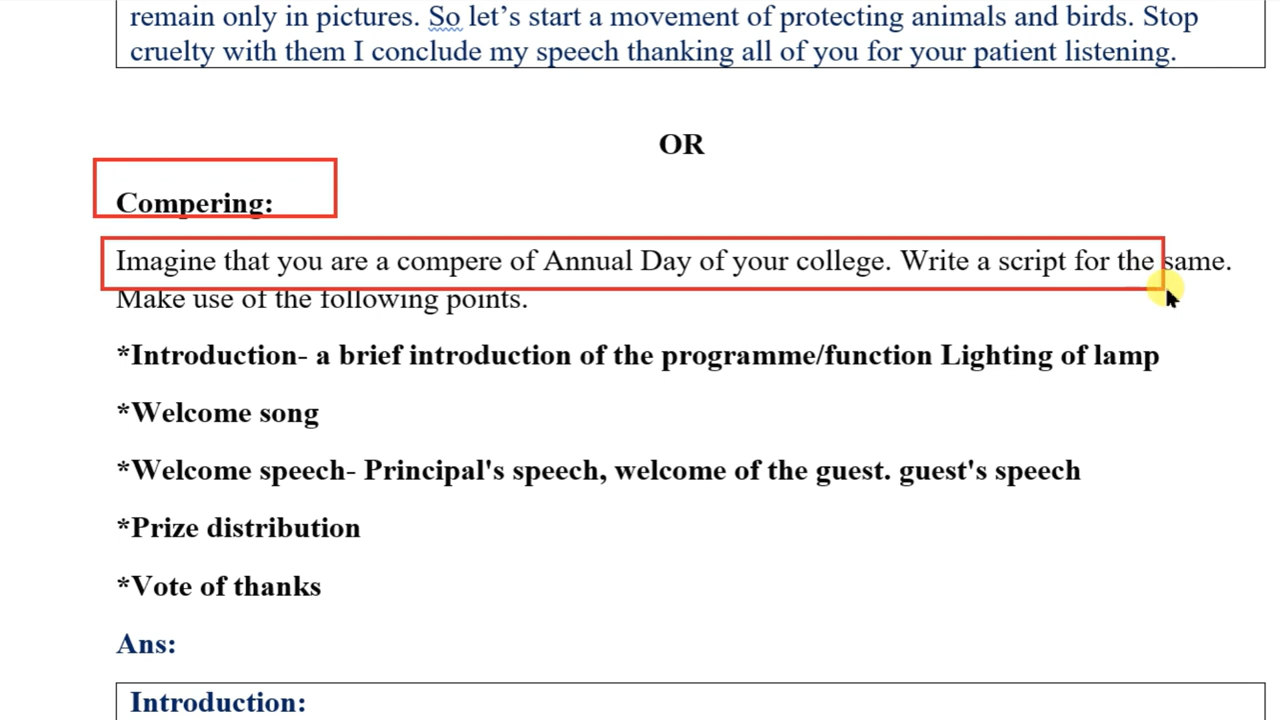 remain only in pictures. So let’s start a movement of protecting animals and birds. Stop
cruelty with them I conclude my speech thanking all of you for your patient listening.
OR
Compering:
Imagine that you are a compere of Annual Day of your college. Write a script for the same.
Make use of the following points.
*Introduction- a brief introduction of the programme/function Lighting of lamp
*Welcome song
*Welcome speech- Principal's speech, welcome of the guest. guest's speech
*Prize distribution
*Vote of thanks
Ans:
Introduction: